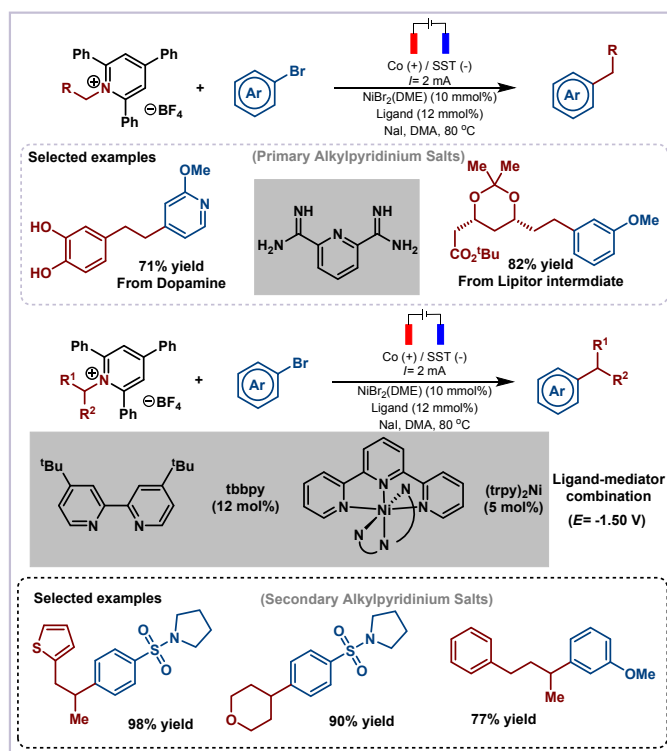 Ph
Ph
N
+
R
Ph
⊖BF4
+
Br
Ar
Co (+) / SST (-)
I= 2 mA
NiBr2(DME) (10 mmol%)
Ligand (12 mmol%)
NaI, DMA, 80 °C
R
Ar
Selected examples
(Primary Alkylpyridinium Salts)
OMe
N
HO
HO
71% yield
From Dopamine
NH
NH
H2N
N
NH2
Me
Me
O
O
CO2tBu
OMe
82% yield
From Lipitor intermdiate
Ph
Ph
N
+
R1
R2
Ph
⊖BF4
+
Br
Ar
Co (+) / SST (-)
I= 2 mA
NiBr2(DME) (10 mmol%)
Ligand (12 mmol%)
NaI, DMA, 80 °C
R1
R2
Ar
tBu
tBu
N
N
tbbpy
(12 mol%)
N
N
N
Ni
N
N
N
(trpy)2Ni
(5 mol%)
Ligand-mediator
combination
(E= -1.50 V)
Selected examples
(Secondary Alkylpyridinium Salts)
S
Me
O
S
O
N
98% yield
O
O
S
O
N
90% yield
Me
OMe
77% yield